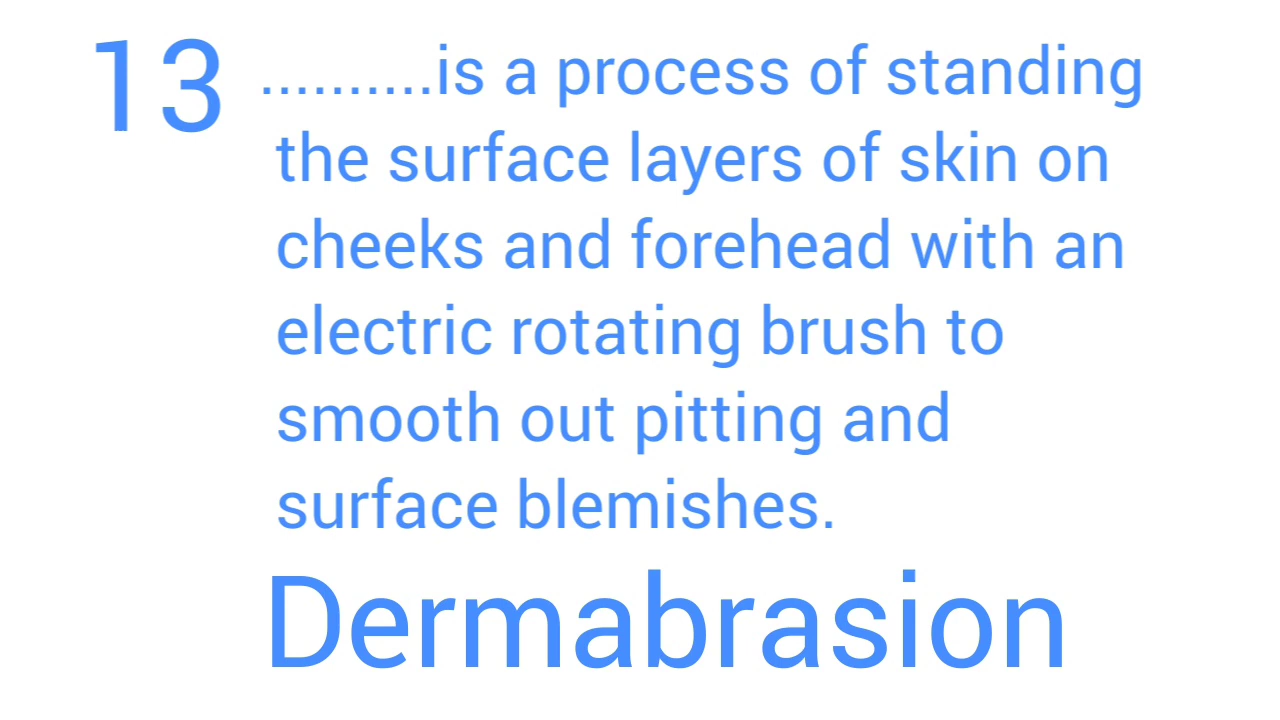 13 ..........is a process of standing
the surface layers of skin on
cheeks and forehead with an
electric rotating brush to
smooth out pitting and
surface blemishes.
Dermabrasion